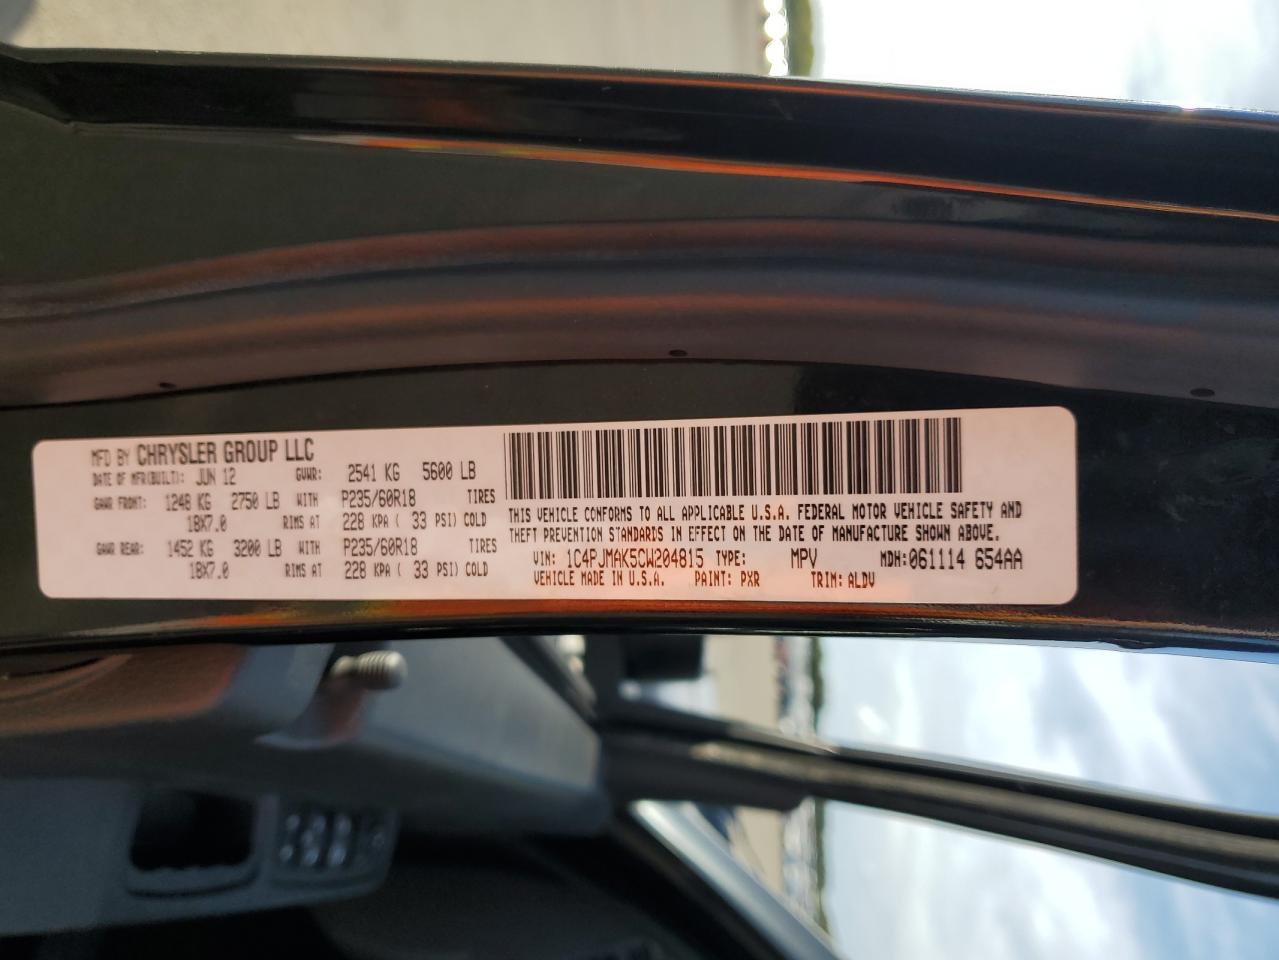 MFD BY CHRYSLER GROUP LLC
DATE OF MFR(BUILT): JUN 12 GVWR: 2541 KG 5600 LB
GAWR FRONT: 1248 KG 2750 LB WITH P235/60R18 TIRES
18X7.0 RIMS AT 228 KPA ( 33 PSI) COLD
GAWR REAR: 1452 KG 3200 LB WITH P235/60R18 TIRES
18X7.0 RIMS AT 228 KPA ( 33 PSI) COLD
THIS VEHICLE CONFORMS TO ALL APPLICABLE U.S.A. FEDERAL MOTOR VEHICLE SAFETY AND
THEFT PREVENTION STANDARDS IN EFFECT ON THE DATE OF MANUFACTURE SHOWN ABOVE.
VIN: 1C4PJMAK5CW204815 TYPE: MPV MDH: 061114 654AA
VEHICLE MADE IN U.S.A. PAINT: PXR TRIM: ALDV